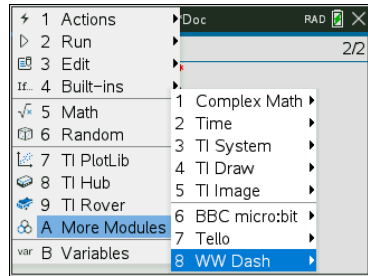 1 Actions
Doc RAD
2 Run
2/2
3 Edit
If... 4 Built-ins
5 Math
6 Random
7 TI PlotLib
8 TI Hub
9 TI Rover
A More Modules
var B Variables
1 Complex Math
2 Time
3 TI System
4 TI Draw
5 TI Image
6 BBC micro:bit
7 Tello
8 WW Dash